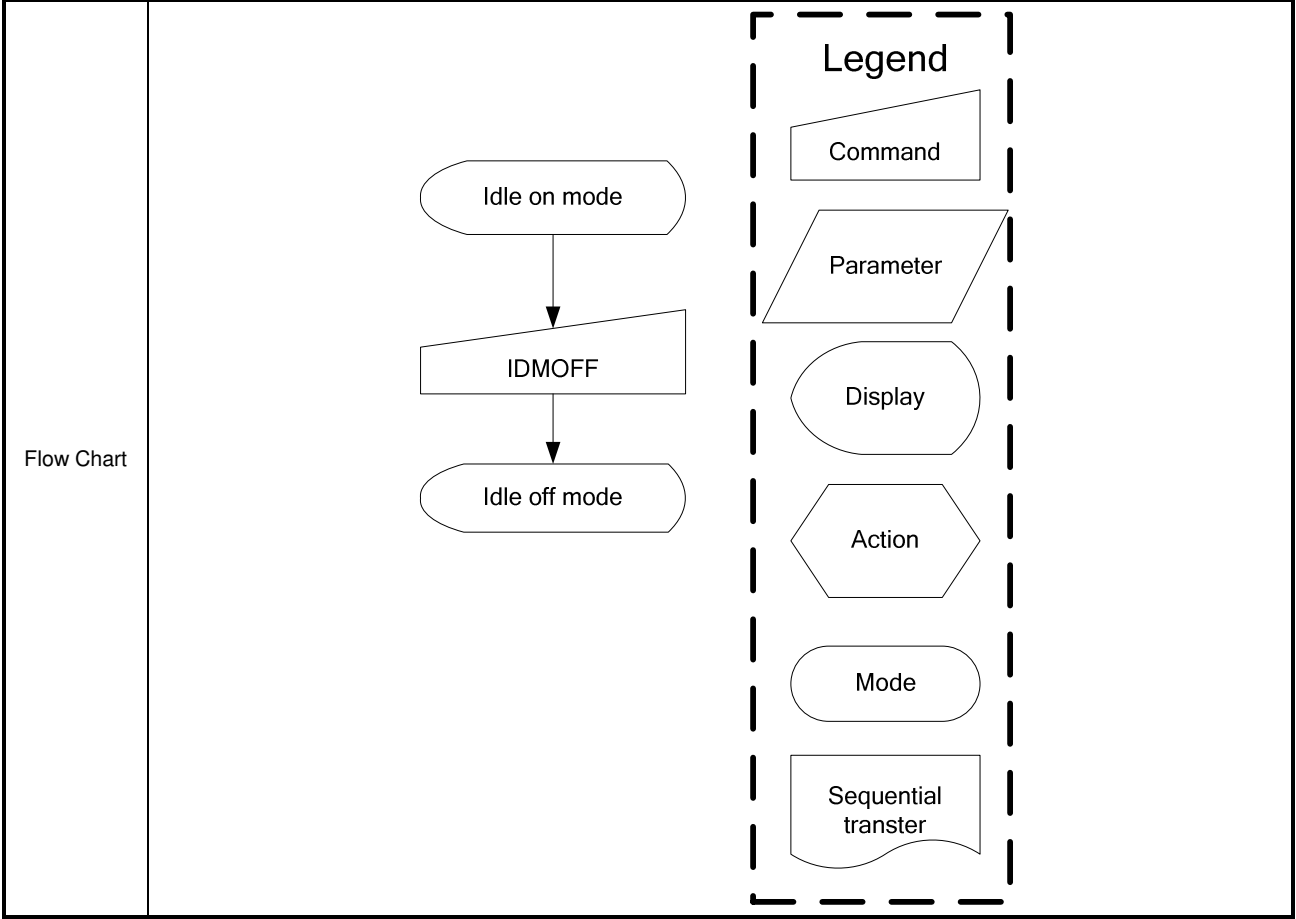 Flow Chart
Idle on mode
IDMOFF
Idle off mode
Legend
Command
Parameter
Display
Action
Mode
Sequential
transter